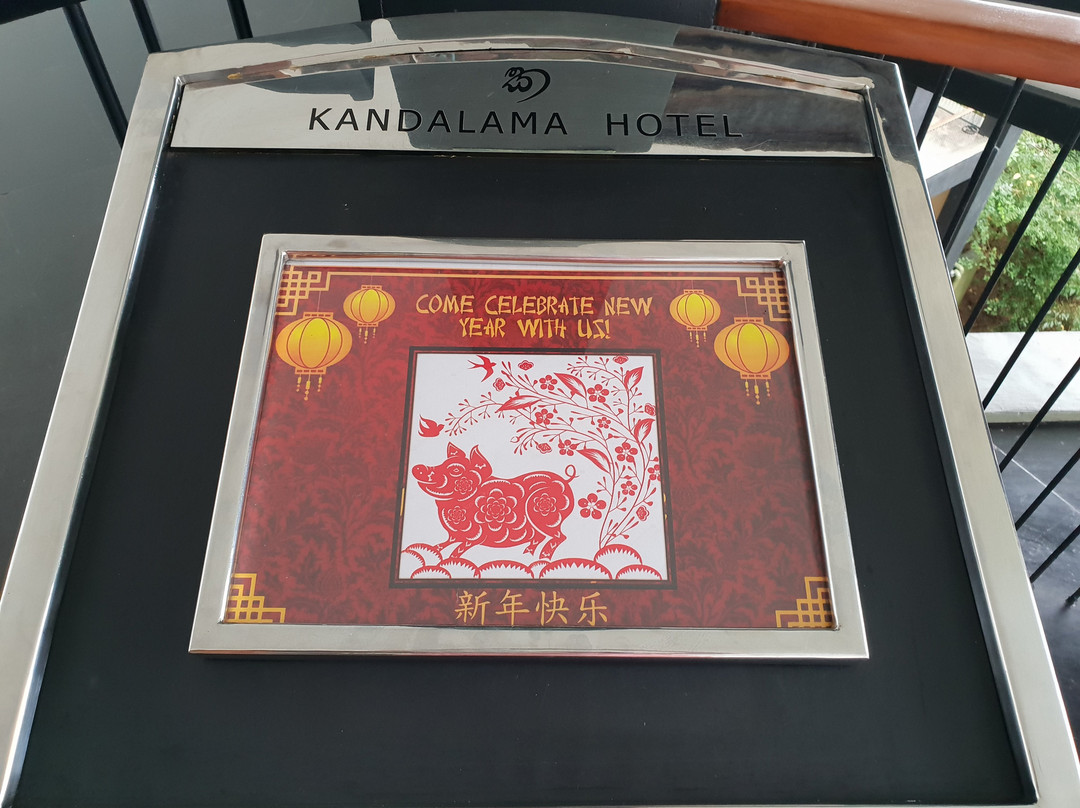 KANDALAMA HOTEL
COME CELEBRATE NEW
YEAR WITH US!
新年快乐